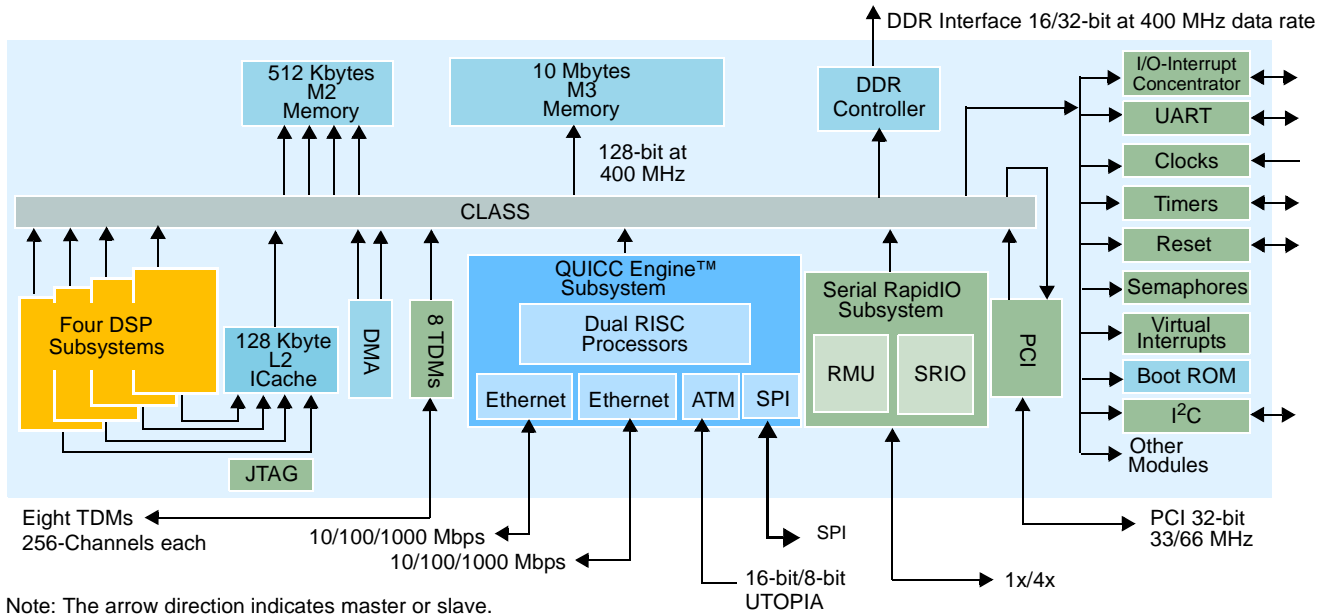 DDR Interface 16/32-bit at 400 MHz data rate
512 Kbytes
M2
Memory
10 Mbytes
M3
Memory
DDR
Controller
I/O-Interrupt
Concentrator
UART
Clocks
Timers
Reset
Semaphores
Virtual
Interrupts
Boot ROM
I²C
Other
Modules
128-bit at
400 MHz
CLASS
Four DSP
Subsystems
128 Kbyte
L2
ICache
DMA
8 TDMs
QUICC Engine™
Subsystem
Dual RISC
Processors
Ethernet
Ethernet
ATM
SPI
Serial RapidIO
Subsystem
RMU
SRIO
PCI
JTAG
Eight TDMs
256-Channels each
10/100/1000 Mbps
10/100/1000 Mbps
16-bit/8-bit
UTOPIA
SPI
1x/4x
PCI 32-bit
33/66 MHz
Note: The arrow direction indicates master or slave.